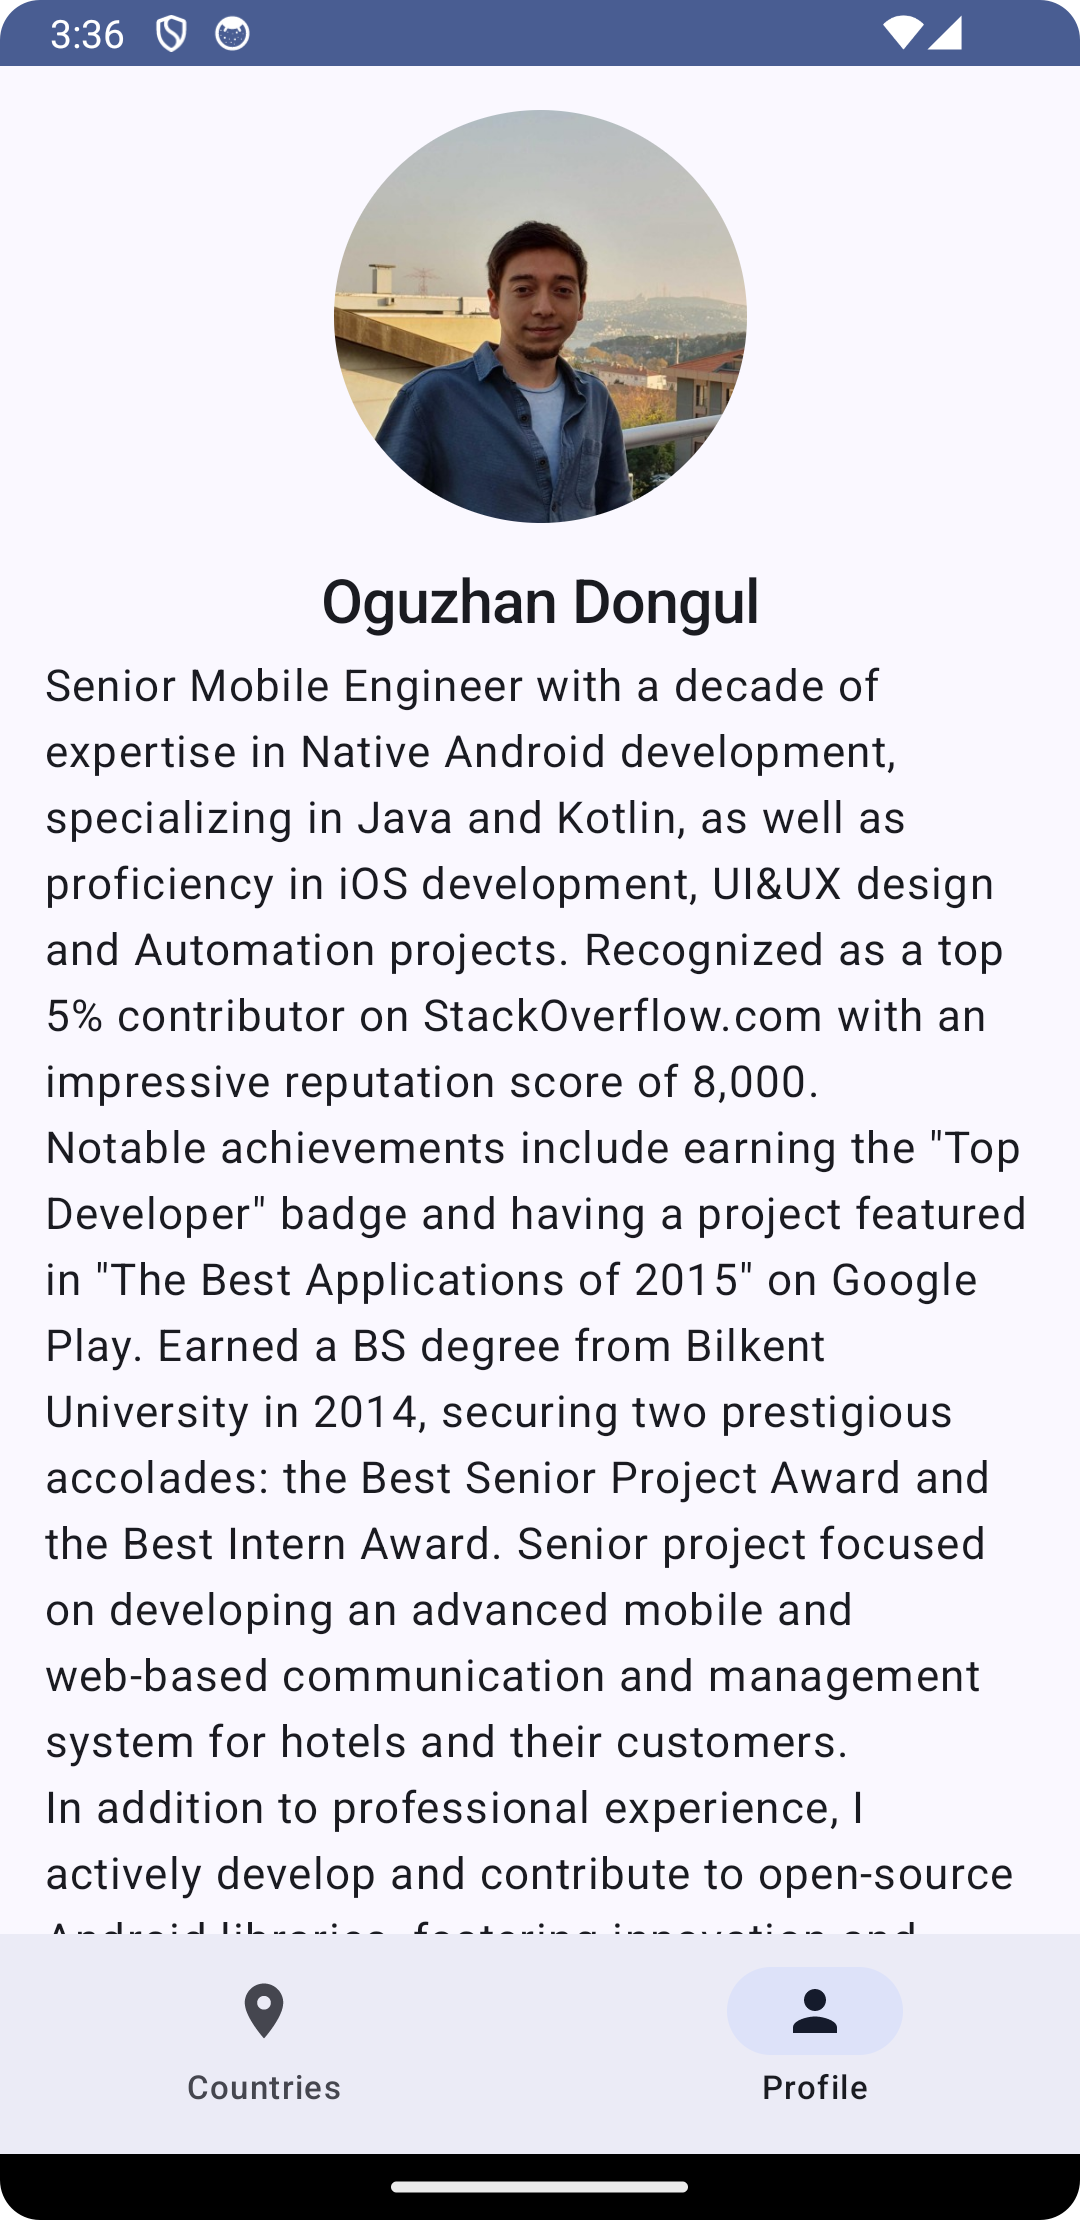 3:36
Oguzhan Dongul
Senior Mobile Engineer with a decade of
expertise in Native Android development,
specializing in Java and Kotlin, as well as
proficiency in iOS development, UI&UX design
and Automation projects. Recognized as a top
5% contributor on StackOverflow.com with an
impressive reputation score of 8,000.
Notable achievements include earning the "Top
Developer" badge and having a project featured
in "The Best Applications of 2015" on Google
Play. Earned a BS degree from Bilkent
University in 2014, securing two prestigious
accolades: the Best Senior Project Award and
the Best Intern Award. Senior project focused
on developing an advanced mobile and
web-based communication and management
system for hotels and their customers.
In addition to professional experience, I
actively develop and contribute to open-source
Android libraries, fostering innovation and
Countries
Profile